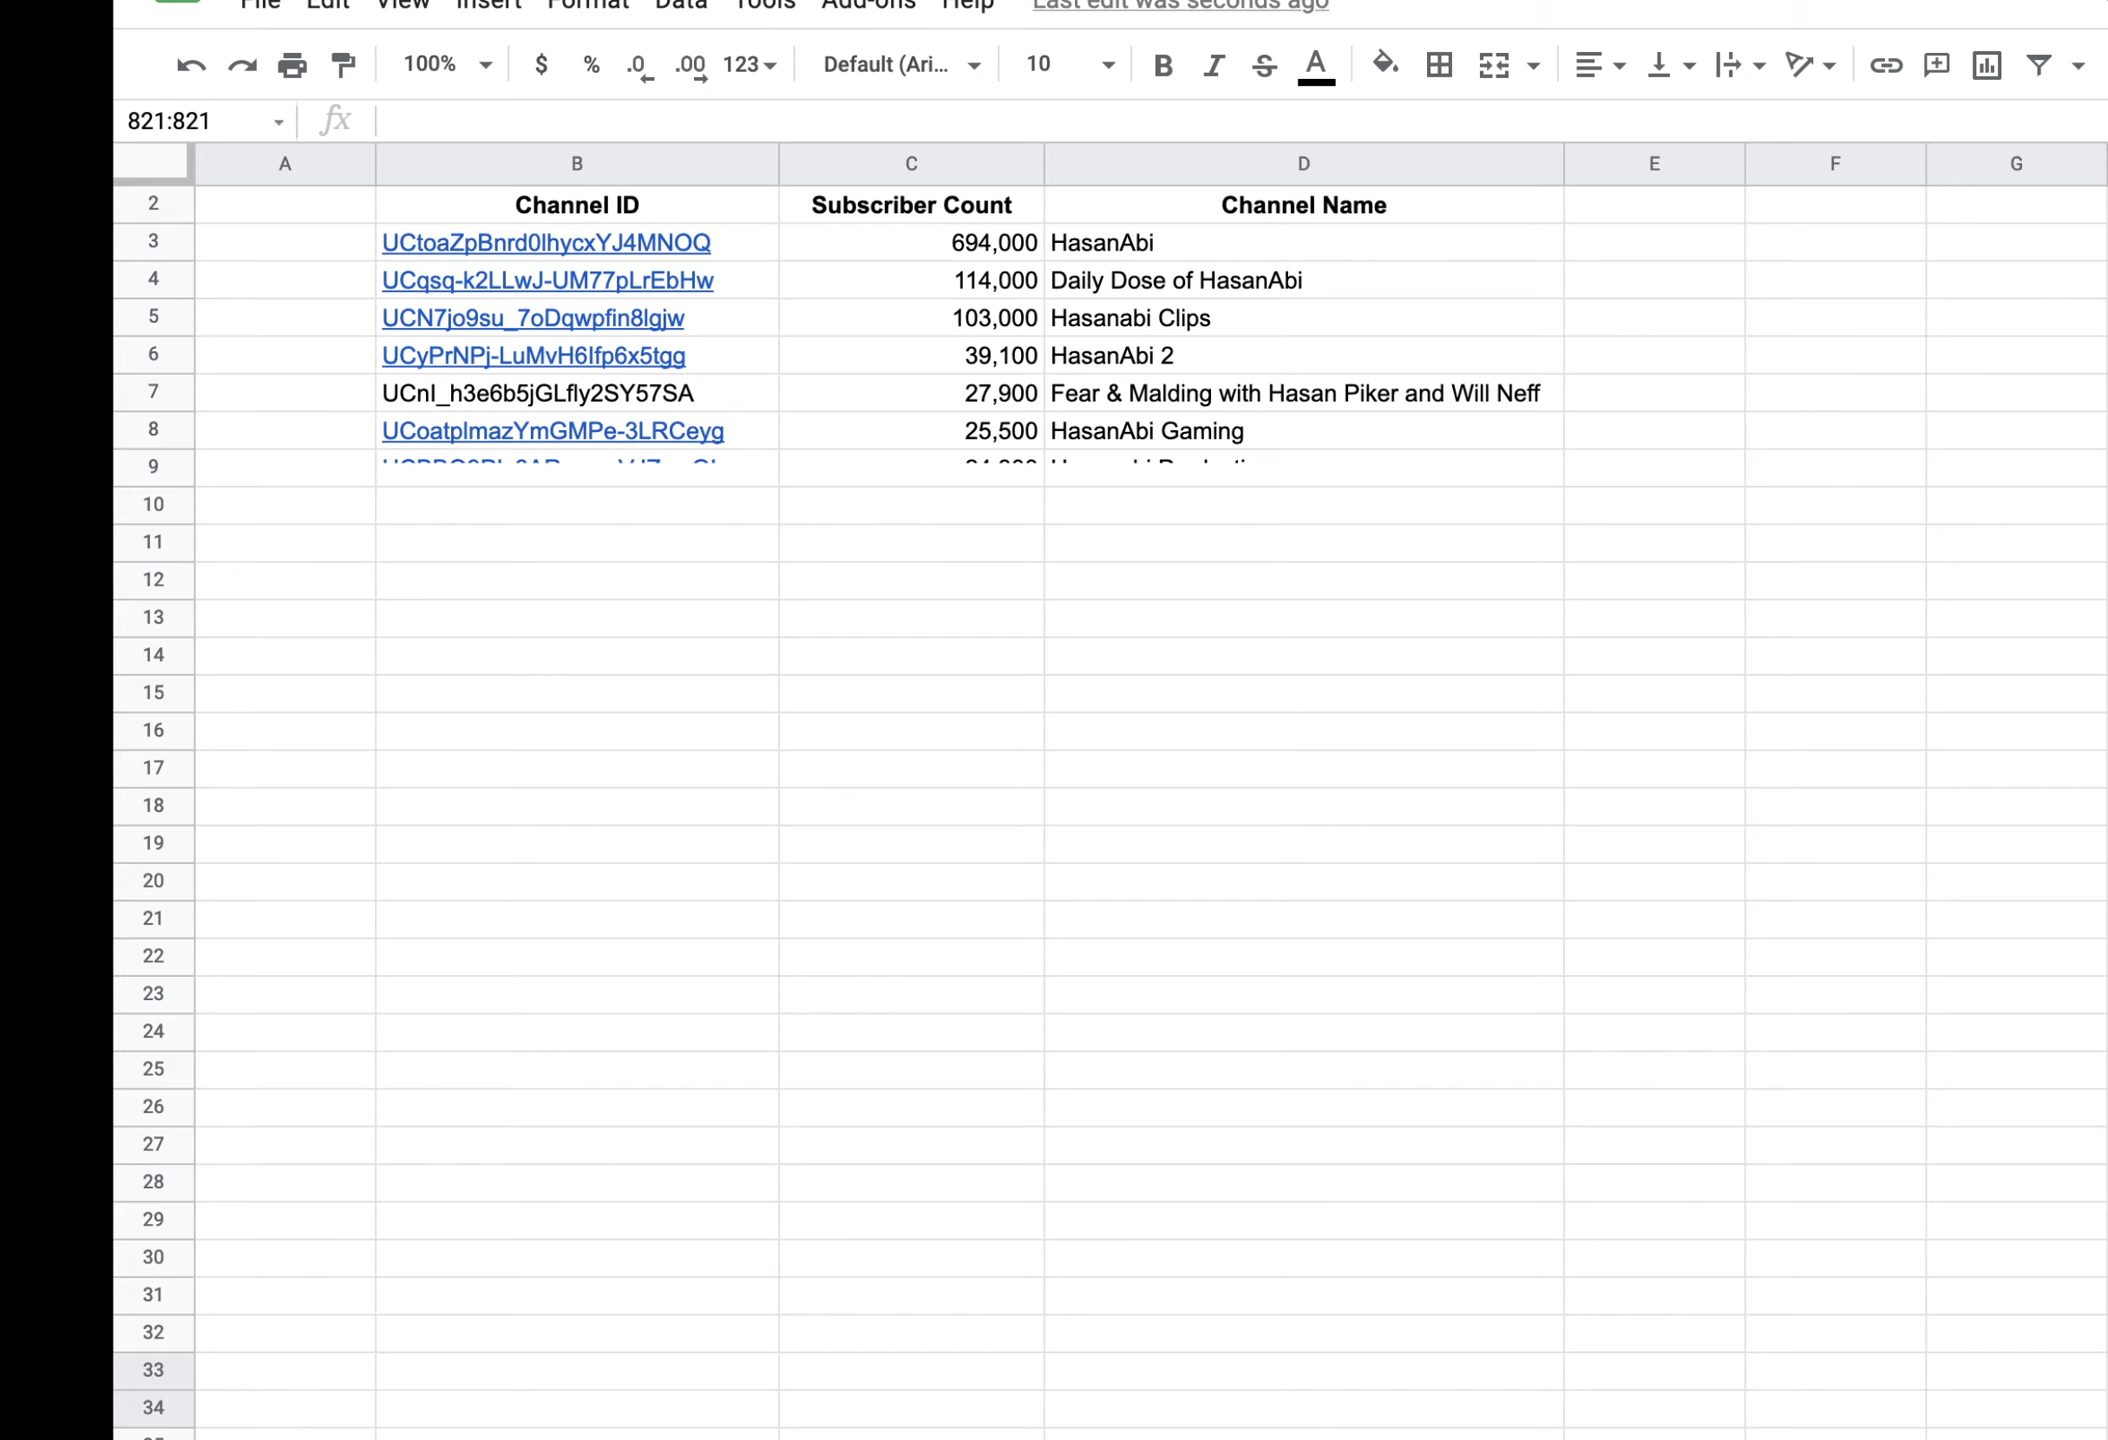 File Edit View Insert Format Data Tools Add-ons Help Last edit was seconds ago
100% $ % .0 .00 123 Default (Ari... 10 B I S A
821:821 fx
A B C D E F G
2 Channel ID Subscriber Count Channel Name
3 UCtoaZpBnrd0lhycxYJ4MNOQ 694,000 HasanAbi
4 UCqsq-k2LLwJ-UM77pLrEbHw 114,000 Daily Dose of HasanAbi
5 UCN7jo9su_7oDqwpfin8lgjw 103,000 Hasanabi Clips
6 UCyPrNPj-LuMvH6Ifp6x5tgg 39,100 HasanAbi 2
7 UCnI_h3e6b5jGLfly2SY57SA 27,900 Fear & Malding with Hasan Piker and Will Neff
8 UCoatplmazYmGMPe-3LRCeyg 25,500 HasanAbi Gaming
9
10
11
12
13
14
15
16
17
18
19
20
21
22
23
24
25
26
27
28
29
30
31
32
33
34